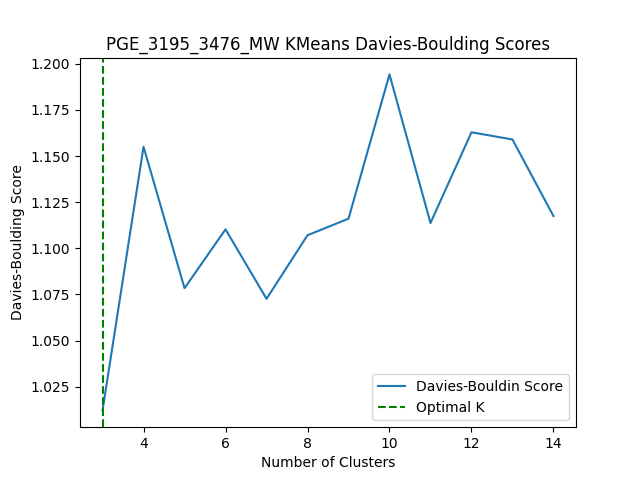 PGE_3195_3476_MW KMeans Davies-Boulding Scores
1.200
1.175
1.150
1.125
1.100
1.075
1.050
1.025
Davies-Boulding Score
Davies-Bouldin Score
Optimal K
4 6 8 10 12 14
Number of Clusters